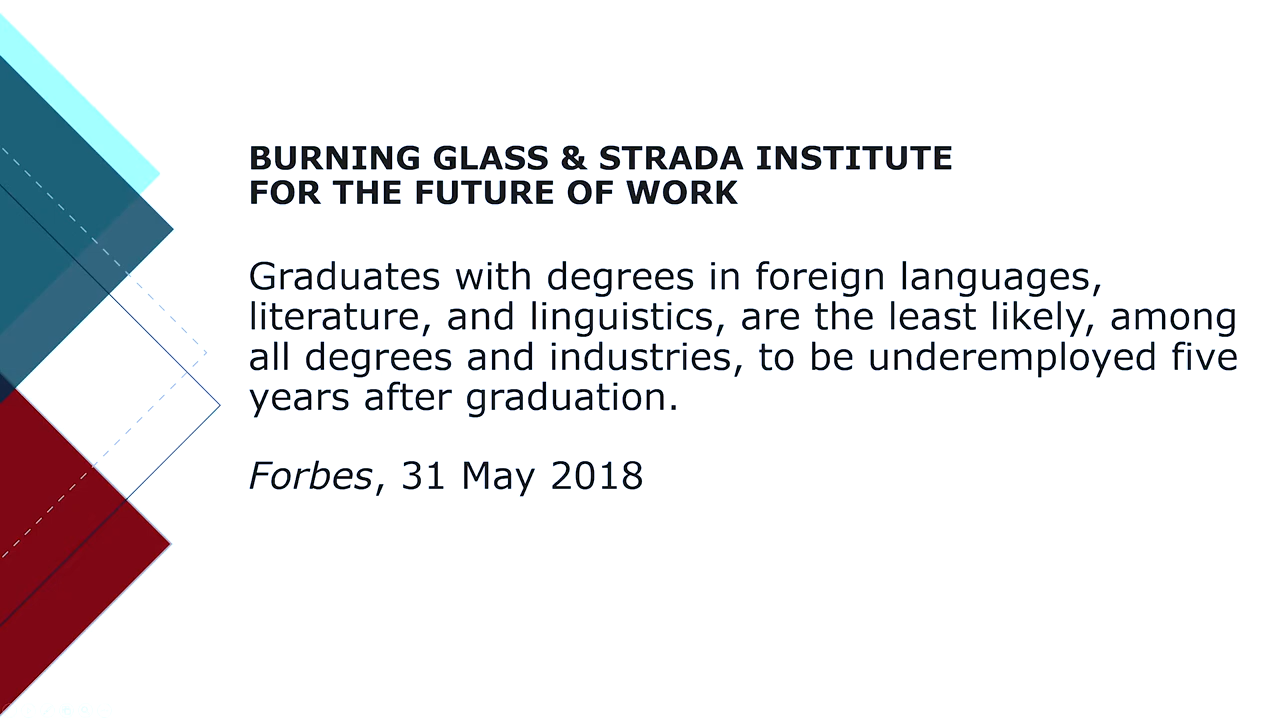 BURNING GLASS & STRADA INSTITUTE
FOR THE FUTURE OF WORK
Graduates with degrees in foreign languages,
literature, and linguistics, are the least likely, among
all degrees and industries, to be underemployed five
years after graduation.
Forbes, 31 May 2018